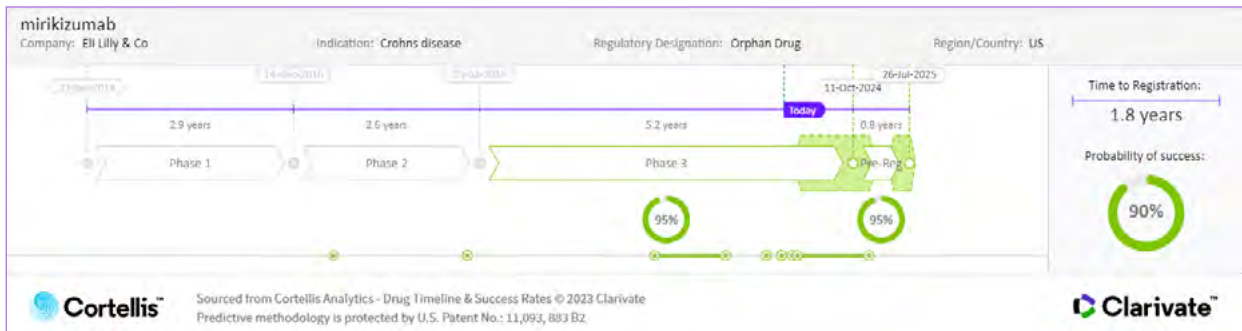 mirikizumab
Company: Eli Lilly & Co Indication: Crohns disease Regulatory Designation: Orphan Drug Region/Country: US
26-Jul-2025
11-Oct-2024
Today
2.9 years 2.6 years 5.2 years 0.8 years
Phase 1 Phase 2 Phase 3 Pre-Reg
95% 95%
Time to Registration:
1.8 years
Probability of success:
90%
Cortellis™
Sourced from Cortellis Analytics - Drug Timeline & Success Rates © 2023 Clarivate
Predictive methodology is protected by U.S. Patent No.: 11,093, 883 B2
Clarivate™